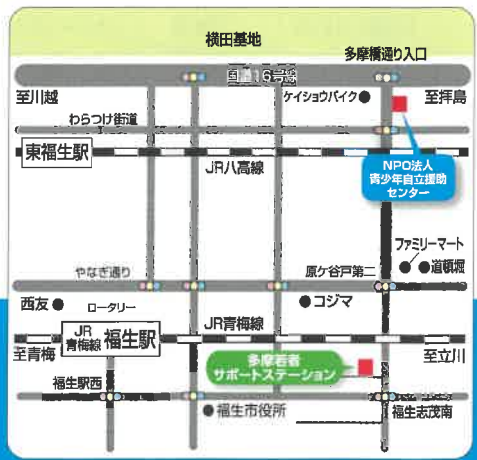 横田基地
多摩橋通り入口
国道16号線
至川越
ケイショウバイク
至拝島
わらつけ街道
東福生駅
JR八高線
NPO法人
青少年自立援助
センター
ファミリーマート
道頓堀
やなぎ通り
原ケ谷戸第二
西友
ロータリー
コジマ
JR
青梅線
福生駅
JR青梅線
至青梅
至立川
多摩若者
サポートステーション
福生駅西
福生市役所
福生志茂南